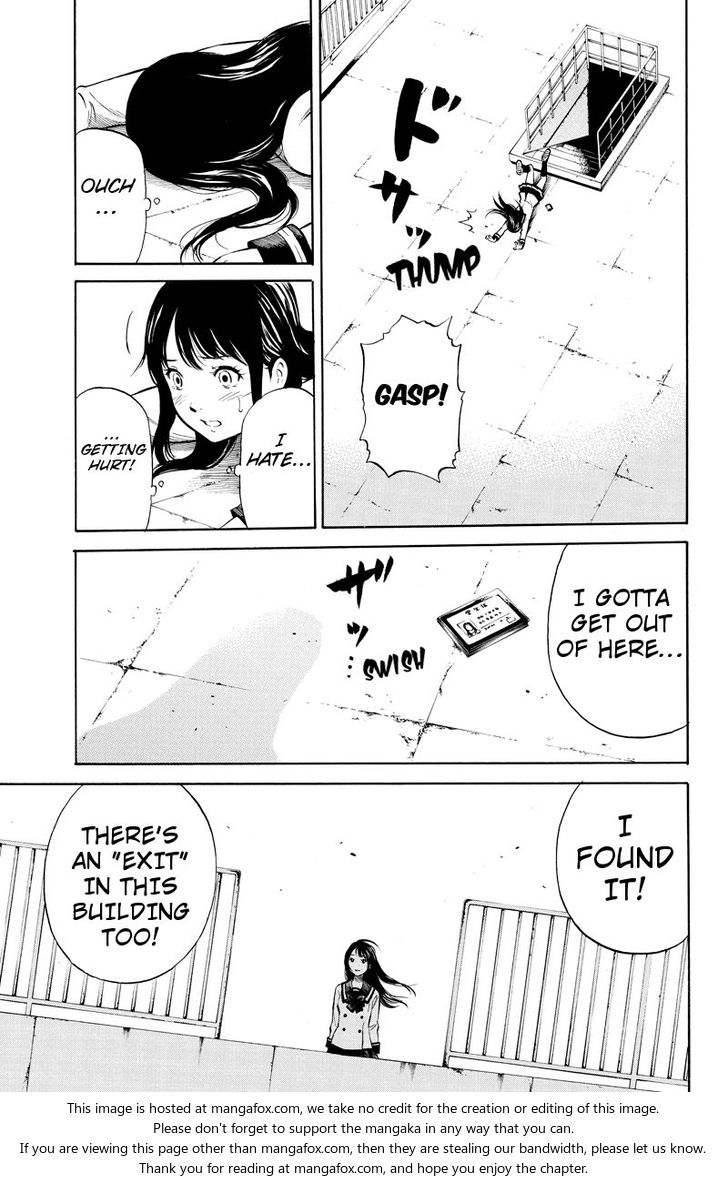 ドサッ
THUMP
GASP!
OUCH
...
I
HATE...
...
GETTING
HURT!
I GOTTA
GET OUT
OF HERE...
ザッ
...
SWISH
学生証
I
FOUND
IT!
THERE'S
AN "EXIT"
IN THIS
BUILDING
TOO!
This image is hosted at mangafox.com, we take no credit for the creation or editing of this image.
Please don't forget to support the mangaka in any way that you can.
If you are viewing this page other than mangafox.com, then they are stealing our bandwidth, please let us know.
Thank you for reading at mangafox.com, and hope you enjoy the chapter.